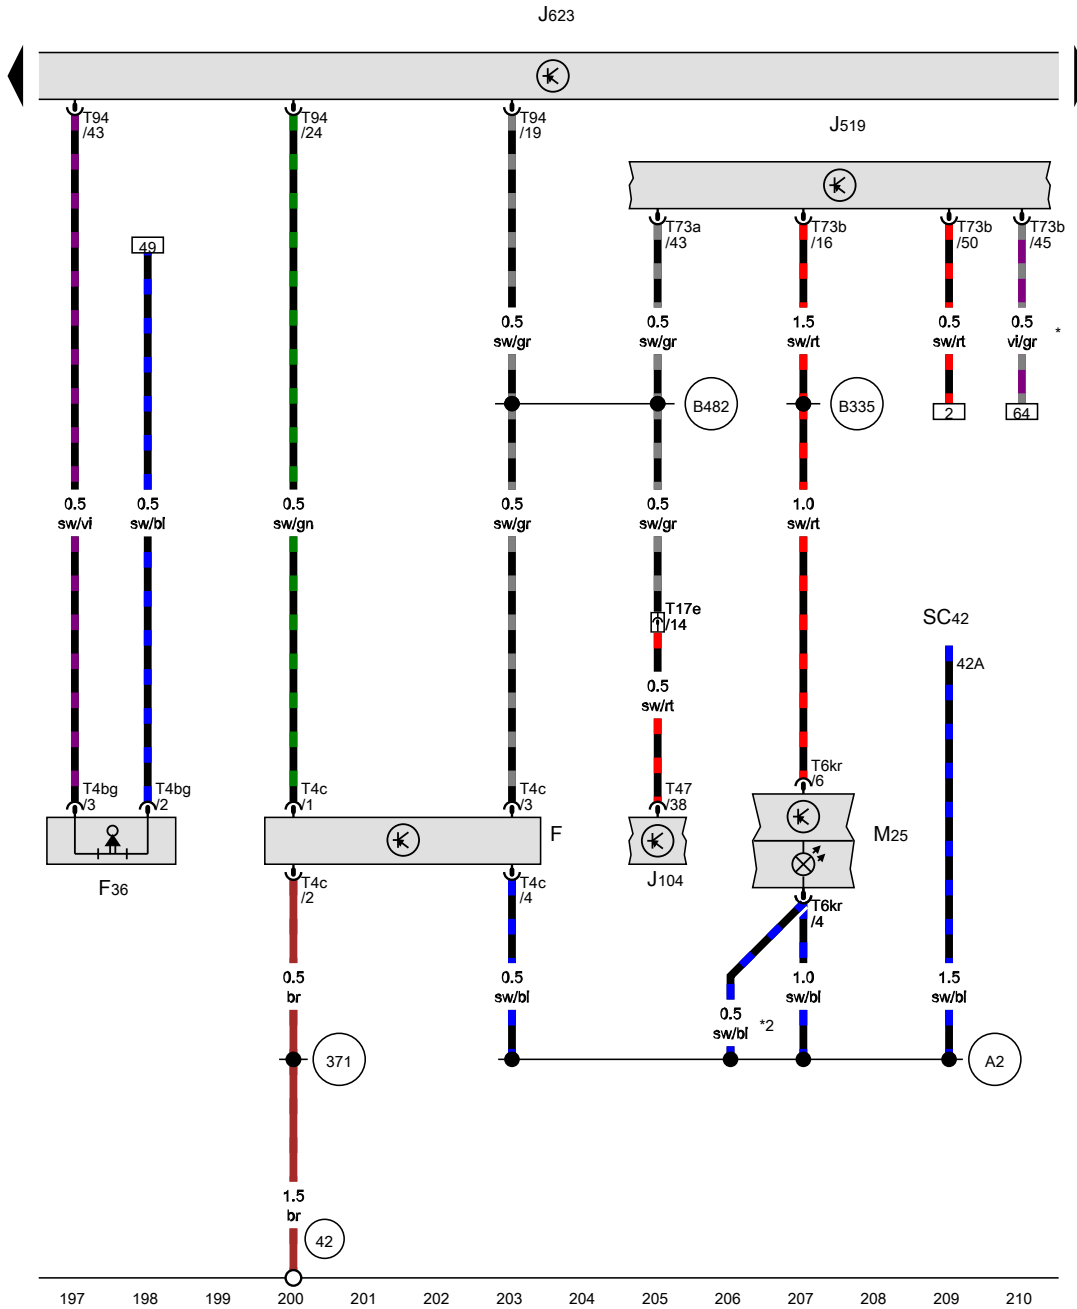 J623
T94
/43
T94
/24
T94
/19
J519
T73a
/43
T73b
/16
T73b
/50
T73b
/45
49
0.5
sw/gr
0.5
sw/gr
1.5
sw/rt
0.5
sw/rt
0.5
vi/gr
*
B482
B335
2
64
0.5
sw/vi
0.5
sw/bl
0.5
sw/gn
0.5
sw/gr
0.5
sw/gr
1.0
sw/rt
T17e
/14
SC42
42A
0.5
sw/rt
T4bg
/3
T4bg
/2
T4c
/1
T4c
/3
T47
/38
T6kr
/6
F36
F
J104
M25
T4c
/2
T4c
/4
T6kr
/4
0.5
br
0.5
sw/bl
0.5
sw/bl
*2
1.0
sw/bl
1.5
sw/bl
371
A2
1.5
br
42
197 198 199 200 201 202 203 204 205 206 207 208 209 210